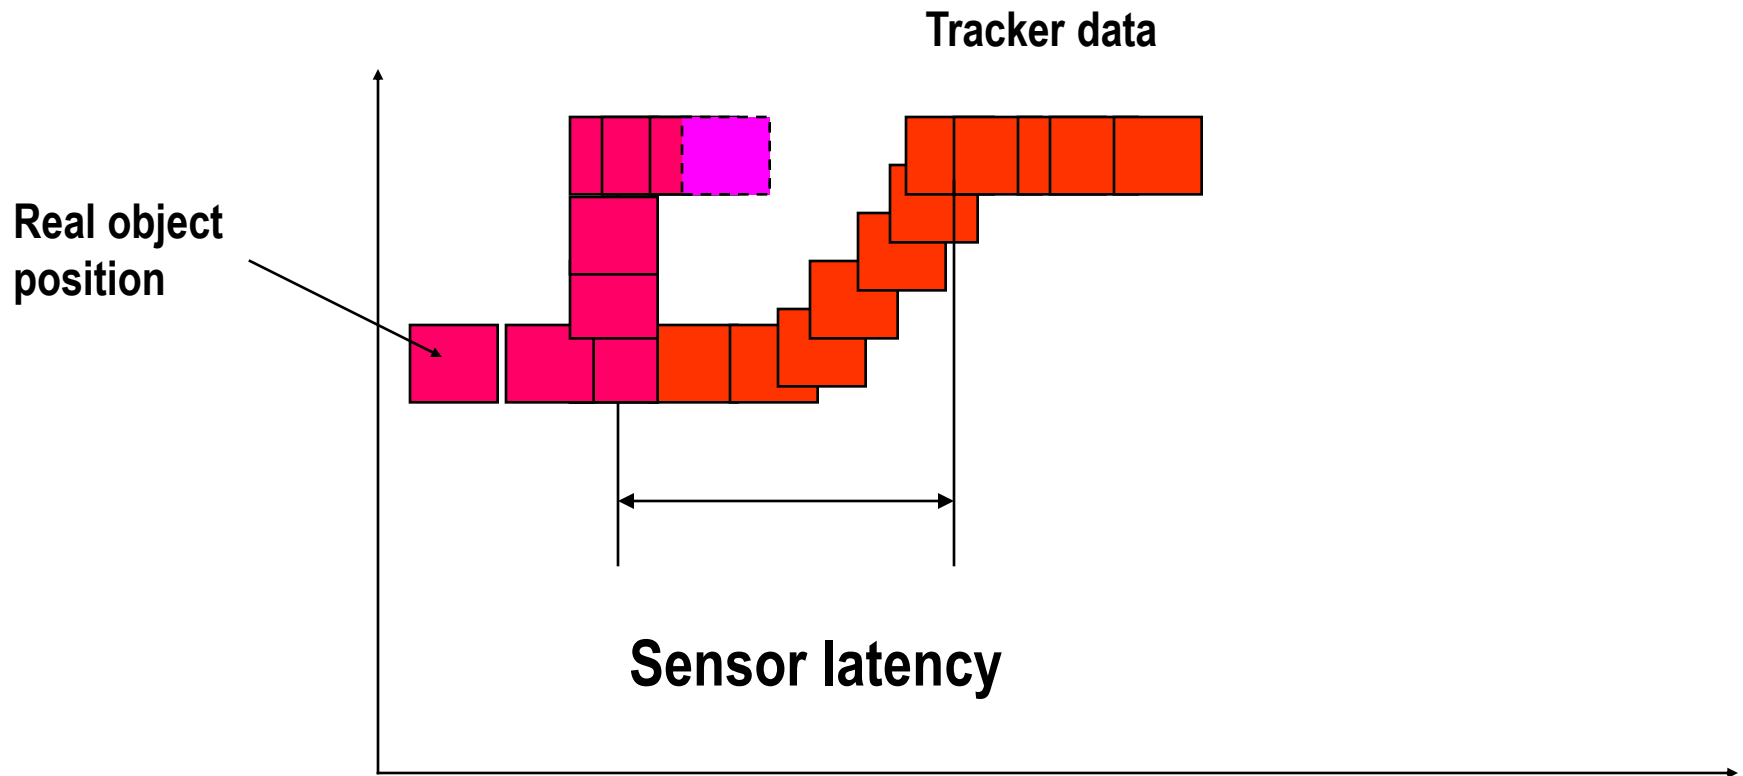 Tracker data
Real object
position
Sensor latency